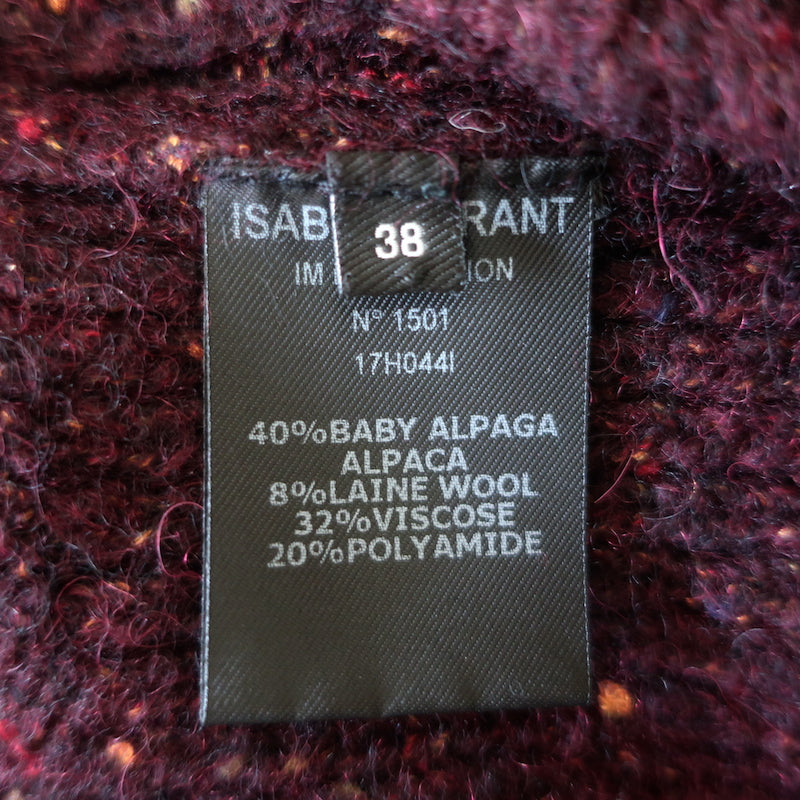 ISAB RANT
38
IM ION
N° 1501
17H044I
40%BABY ALPAGA
ALPACA
8%LAINE WOOL
32%VISCOSE
20%POLYAMIDE